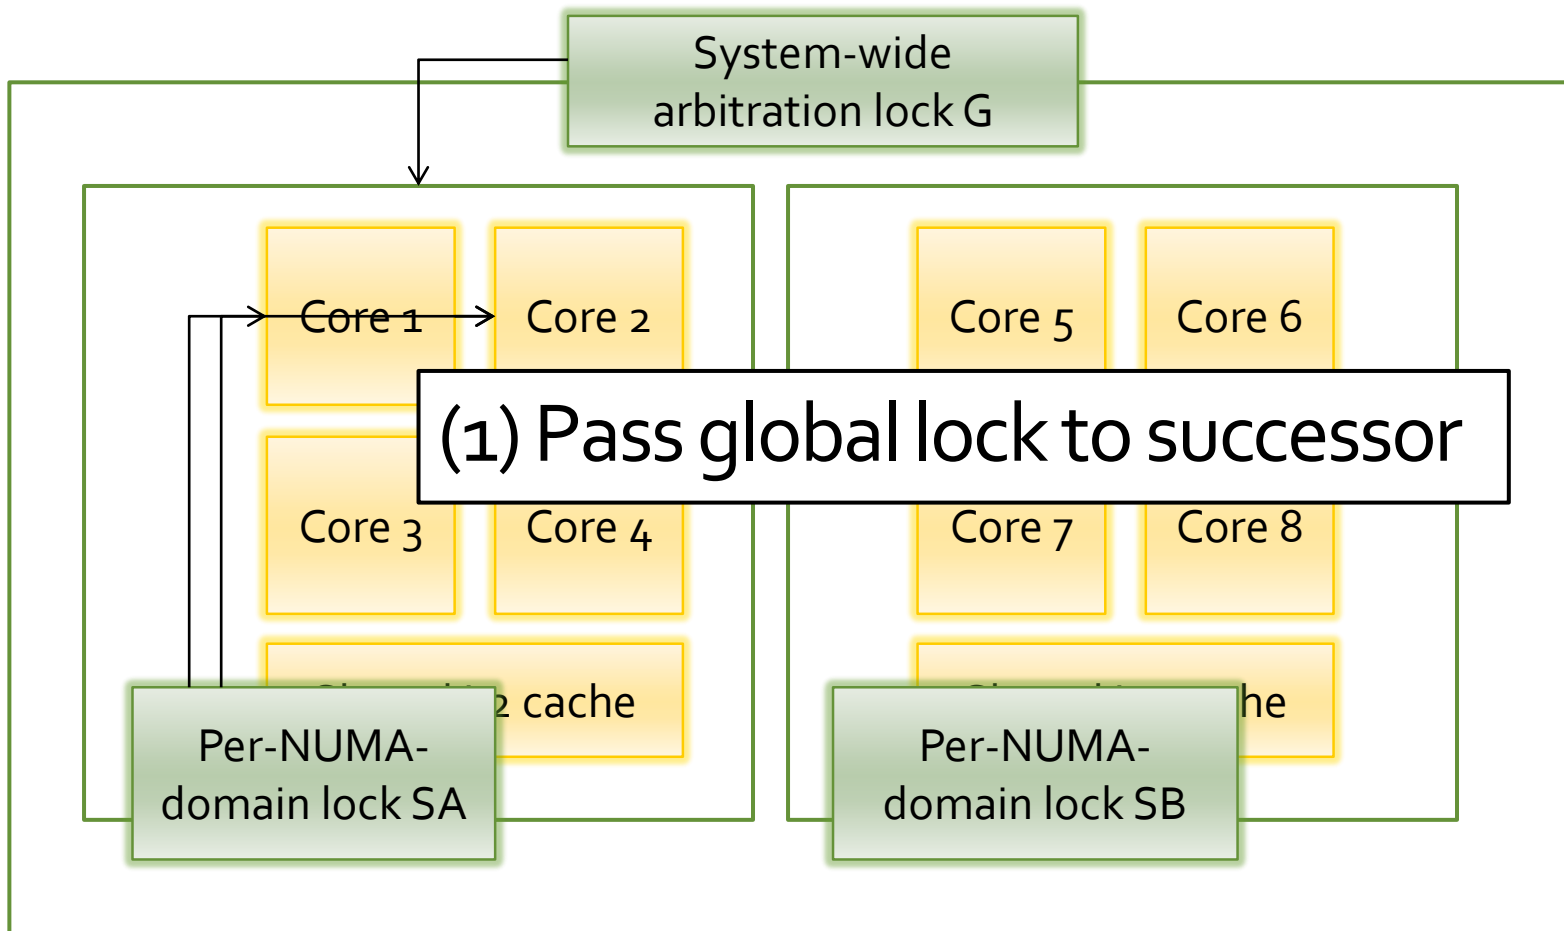 System-wide
arbitration lock G
Core 1
Core 2
Core 5
Core 6
(1) Pass global lock to successor
Core 3
Core 4
Core 7
Core 8
2 cache
Per-NUMA-
domain lock SA
Per-NUMA-
domain lock SB